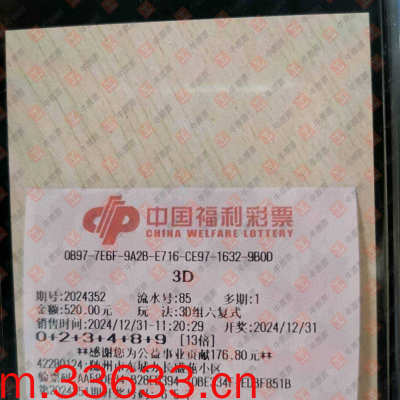 中国福利彩票
CHINA WELFARE LOTTERY
0B97-7E6F-9A2B-E716-CE97-1632-9B0D
3D
期号:2024352 流水号:85 多期:1
金额:520.00元 玩 法:3D组六复式
销售时间:2024/12/31-11:20:29 开奖:2024/12/31
0+2+3+4+8+9 [13倍]
**感谢您为公益事业贡献176.80元**
42280124
小区
m.33633.cn